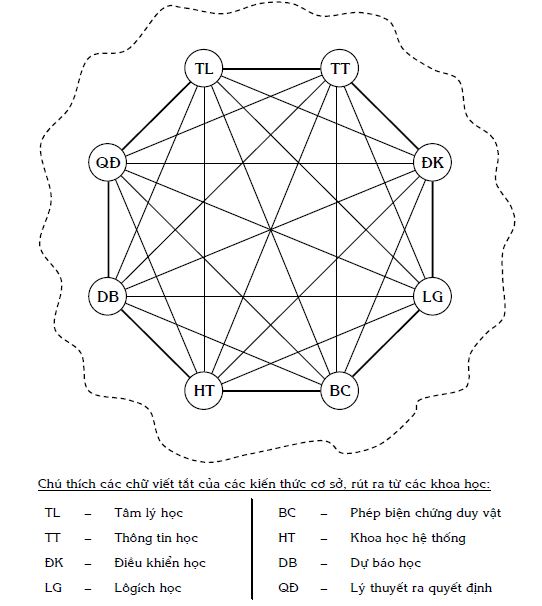 TL TT
QĐ ĐK
DB LG
HT BC
Chú thích các chữ viết tắt của các kiến thức cơ sở, rút ra từ các khoa học:
TL – Tâm lý học
TT – Thông tin học
ĐK – Điều khiển học
LG – Lôgích học
BC – Phép biện chứng duy vật
HT – Khoa học hệ thống
DB – Dự báo học
QĐ – Lý thuyết ra quyết định